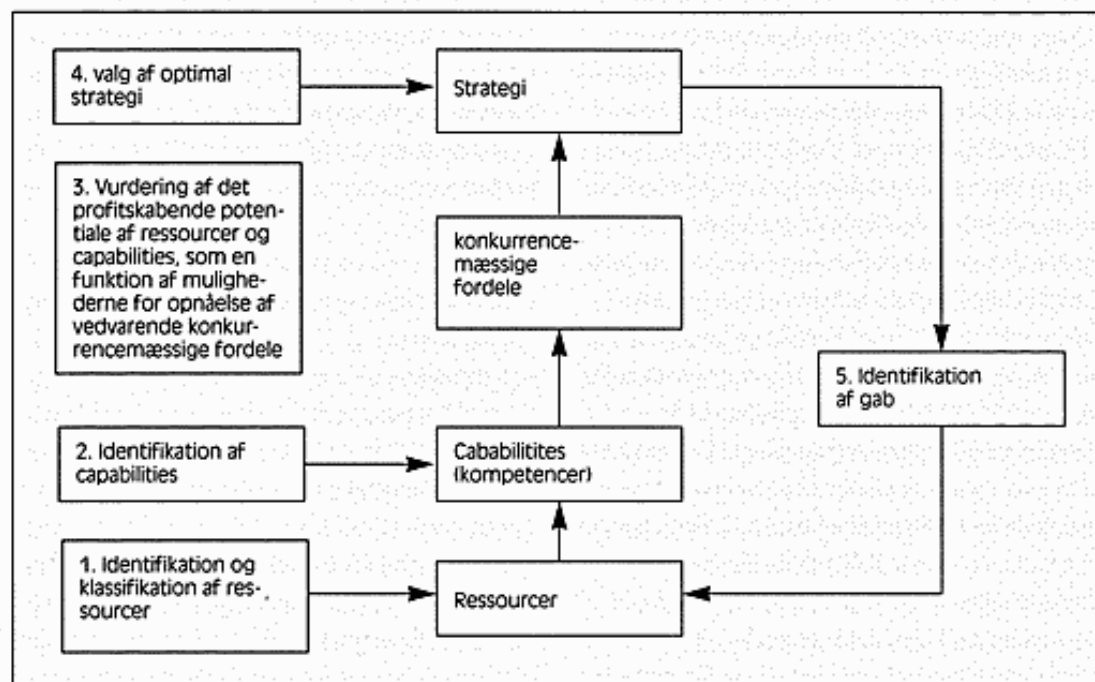 4. valg af optimal
strategi
Strategi
3. Vurdering af det
profitskabende poten-
tiale af ressourcer og
capabilities, som en
funktion af mulighe-
derne for opnåelse af
vedvarende konkur-
rencemæssige fordele
konkurrence-
mæssige
fordele
5. Identifikation
af gab
2. Identifikation af
capabilities
Cababilitites
(kompetencer)
1. Identifikation og
klassifikation af res-
sourcer
Ressourcer